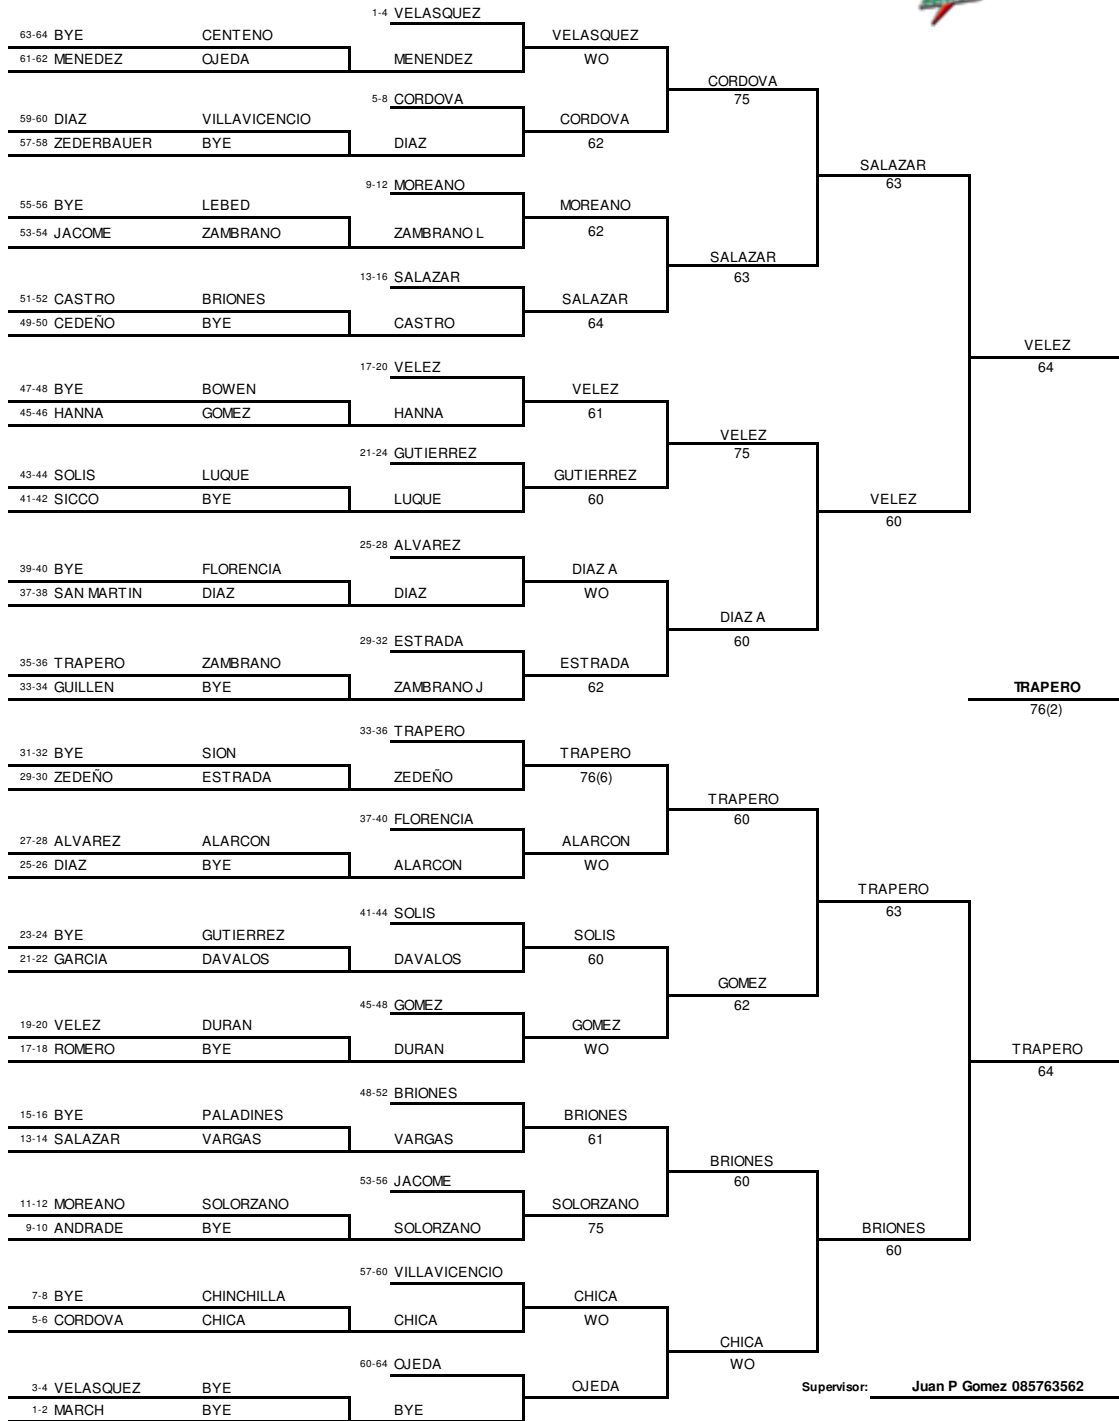 1-4 VELASQUEZ
63-64 BYE CENTENO VELASQUEZ
61-62 MENEDEZ OJEDA MENENDEZ WO
CORDOVA
5-8 CORDOVA 75
59-60 DIAZ VILLAVICENCIO CORDOVA
57-58 ZEDERBAUER BYE DIAZ 62
SALAZAR
9-12 MOREANO 63
55-56 BYE LEBED MOREANO
53-54 JACOME ZAMBRANO ZAMBRANO L 62
SALAZAR
13-16 SALAZAR 63
51-52 CASTRO BRIONES SALAZAR
49-50 CEDEÑO BYE CASTRO 64
VELEZ
17-20 VELEZ 64
47-48 BYE BOWEN VELEZ
45-46 HANNA GOMEZ HANNA 61
VELEZ
21-24 GUTIERREZ 75
43-44 SOLIS LUQUE GUTIERREZ
41-42 SICCO BYE LUQUE 60 VELEZ
60
25-28 ALVAREZ
39-40 BYE FLORENCIA DIAZ A
37-38 SAN MARTIN DIAZ DIAZ WO
DIAZ A
29-32 ESTRADA 60
35-36 TRAPERO ZAMBRANO ESTRADA
33-34 GUILLEN BYE ZAMBRANO J 62 TRAPERO
76(2)
33-36 TRAPERO
31-32 BYE SION TRAPERO
29-30 ZEDEÑO ESTRADA ZEDEÑO 76(6)
TRAPERO
37-40 FLORENCIA 60
27-28 ALVAREZ ALARCON ALARCON
25-26 DIAZ BYE ALARCON WO
TRAPERO
41-44 SOLIS 63
23-24 BYE GUTIERREZ SOLIS
21-22 GARCIA DAVALOS DAVALOS 60
GOMEZ
45-48 GOMEZ 62
19-20 VELEZ DURAN GOMEZ
17-18 ROMERO BYE DURAN WO TRAPERO
64
48-52 BRIONES
15-16 BYE PALADINES BRIONES
13-14 SALAZAR VARGAS VARGAS 61
BRIONES
53-56 JACOME 60
11-12 MOREANO SOLORZANO SOLORZANO
9-10 ANDRADE BYE SOLORZANO 75 BRIONES
60
57-60 VILLAVICENCIO
7-8 BYE CHINCHILLA CHICA
5-6 CORDOVA CHICA CHICA WO
CHICA
60-64 OJEDA WO
3-4 VELASQUEZ BYE OJEDA Supervisor: Juan P Gomez 085763562
1-2 MARCH BYE BYE